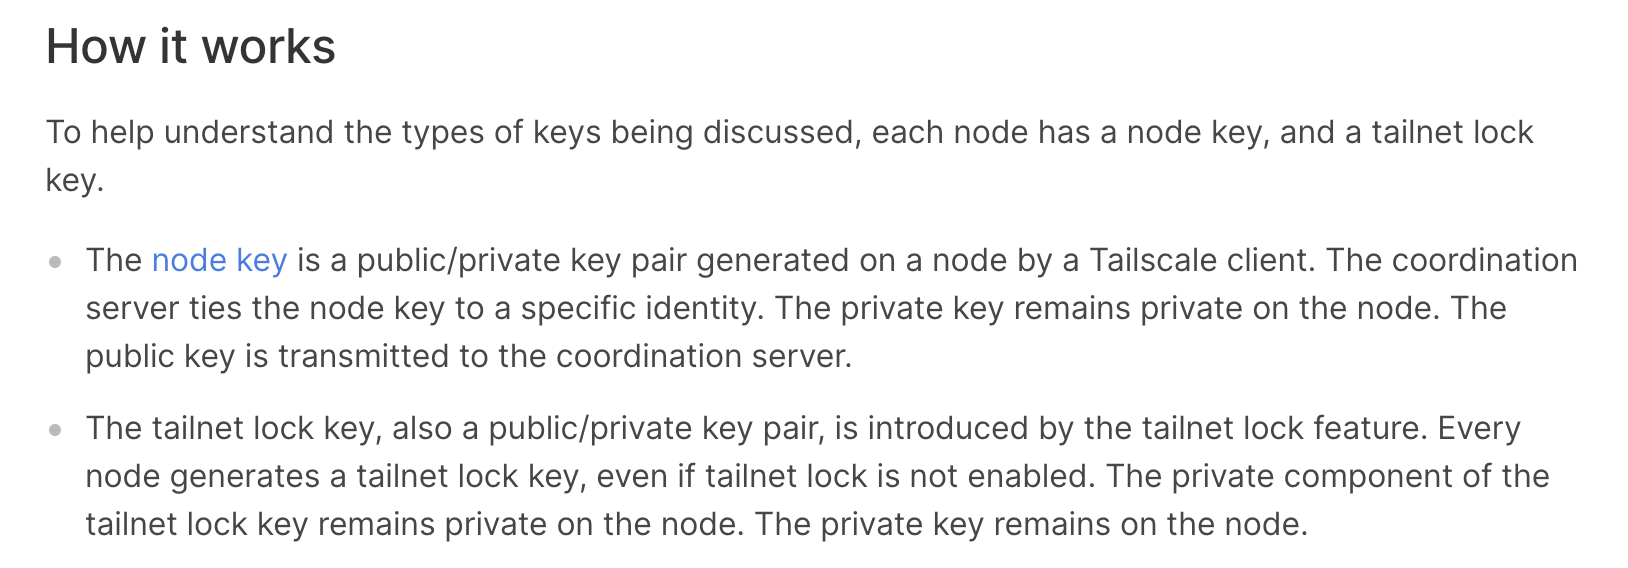 How it works
To help understand the types of keys being discussed, each node has a node key, and a tailnet lock
key.
The node key is a public/private key pair generated on a node by a Tailscale client. The coordination
server ties the node key to a specific identity. The private key remains private on the node. The
public key is transmitted to the coordination server.
The tailnet lock key, also a public/private key pair, is introduced by the tailnet lock feature. Every
node generates a tailnet lock key, even if tailnet lock is not enabled. The private component of the
tailnet lock key remains private on the node. The private key remains on the node.